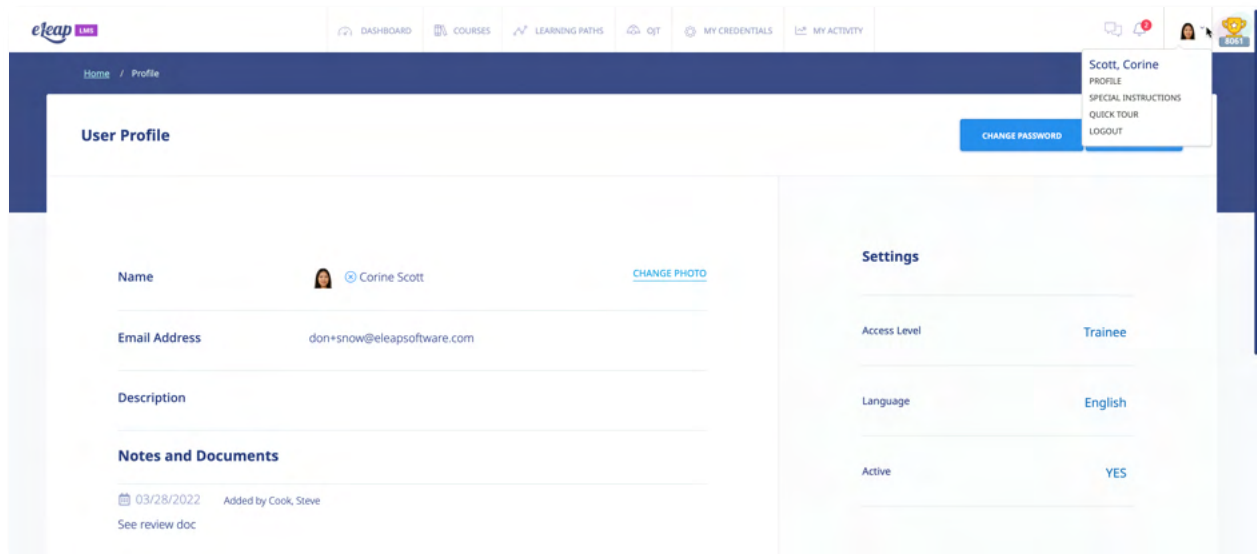 eleap LMS
DASHBOARD
COURSES
LEARNING PATHS
OJT
MY CREDENTIALS
MY ACTIVITY
2
8061
Home / Profile
Scott, Corine
PROFILE
SPECIAL INSTRUCTIONS
QUICK TOUR
LOGOUT
User Profile
CHANGE PASSWORD
Name
Corine Scott
CHANGE PHOTO
Email Address
don+snow@eleapsoftware.com
Description
Notes and Documents
03/28/2022 Added by Cook, Steve
See review doc
Settings
Access Level
Trainee
Language
English
Active
YES